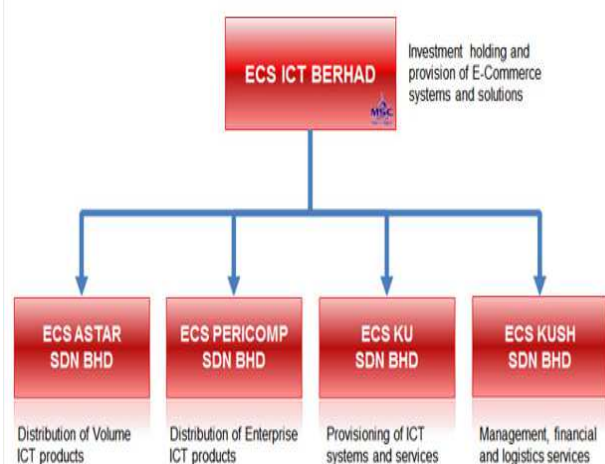 ECS ICT BERHAD
MSC
Investment holding and
provision of E-Commerce
systems and solutions
ECS ASTAR
SDN BHD
ECS PERICOMP
SDN BHD
ECS KU
SDN BHD
ECS KUSH
SDN BHD
Distribution of Volume
ICT products
Distribution of Enterprise
ICT products
Provisioning of ICT
systems and services
Management, financial
and logistics services